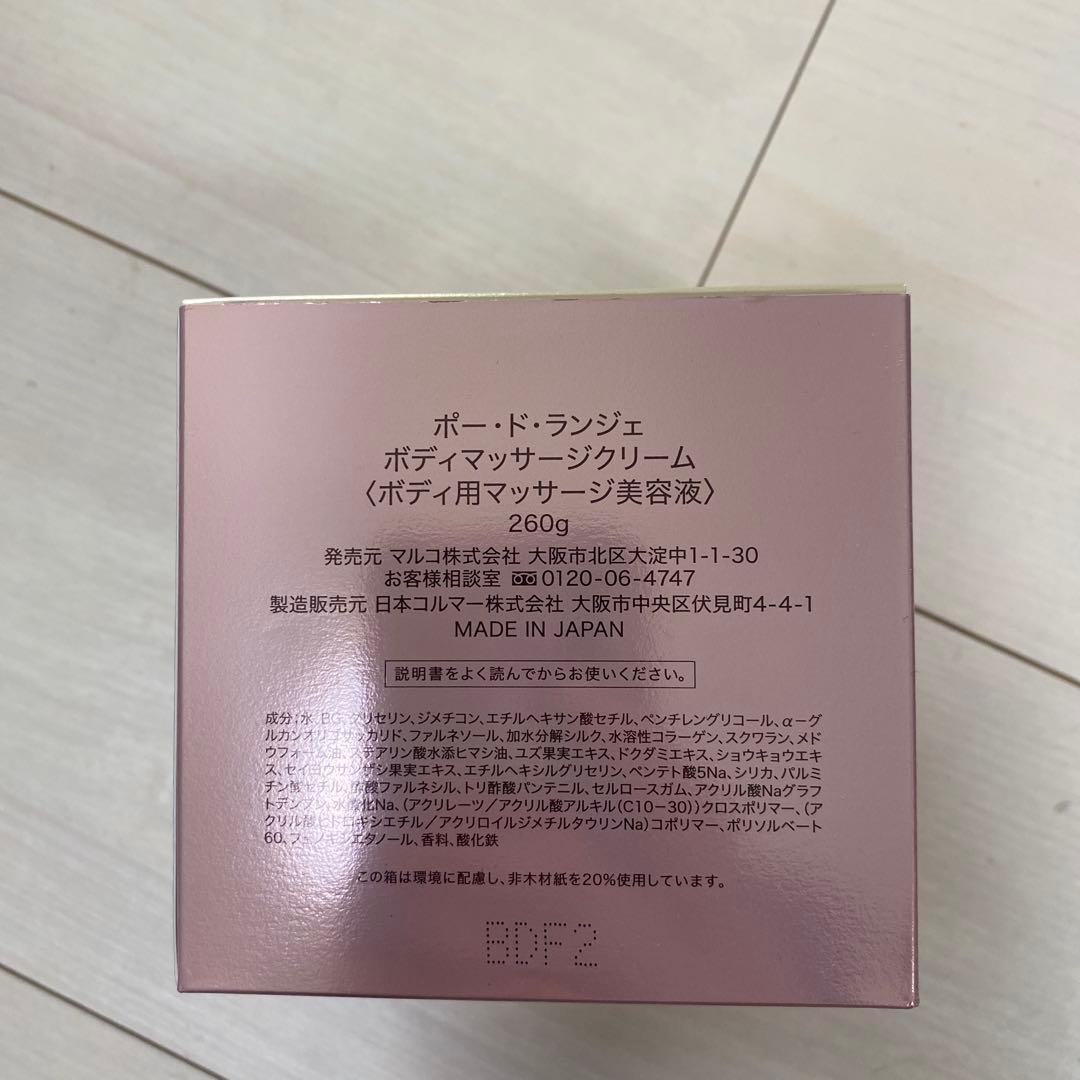 ポー・ド・ランジェ
ボディマッサージクリーム
〈ボディ用マッサージ美容液〉
260g
発売元 マルコ株式会社 大阪市北区大淀中1-1-30
お客様相談室 0120-06-4747
製造販売元 日本コルマー株式会社 大阪市中央区伏見町4-4-1
MADE IN JAPAN
説明書をよく読んでからお使いください。
成分:水、BG、グリセリン、ジメチコン、エチルヘキサン酸セチル、ペンチレングリコール、α-グ
ルカンオリゴサッカリド、ファルネソール、加水分解シルク、水溶性コラーゲン、スクワラン、メド
ウフォーム油、ステアリン酸水添ヒマシ油、ユズ果実エキス、ドクダミエキス、ショウキョウエキ
ス、セイヨウサンザシ果実エキス、エチルヘキシルグリセリン、ペンテト酸5Na、シリカ、パルミ
チン酸セチル、酢酸ファルネシル、トリ酢酸パンテニル、セルロースガム、アクリル酸Naグラフ
トデンプン、水酸化Na、(アクリレーツ/アクリル酸アルキル(C10-30))クロスポリマー、(ア
クリル酸ヒドロキシエチル/アクリロイルジメチルタウリンNa)コポリマー、ポリソルベート
60、フェノキシエタノール、香料、酸化鉄
この箱は環境に配慮し、非木材紙を20%使用しています。
BDF2